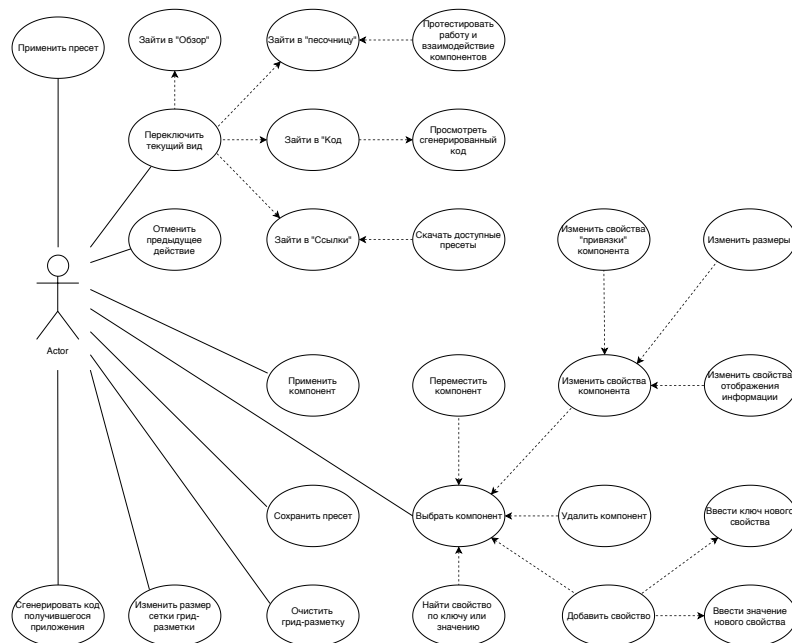 Применить пресет
Зайти в "Обзор"
Зайти в "песочницу"
Протестировать
работу и
взаимодействие
компонентов
Переключить
текущий вид
Зайти в "Код
Просмотреть
сгенерированный
код
Отменить
предыдущее
действие
Зайти в "Ссылки"
Скачать доступные
пресеты
Изменить свойства
"привязки"
компонента
Изменить размеры
Actor
Применить
компонент
Переместить
компонент
Изменить свойства
компонента
Изменить свойства
отображения
информации
Сохранить пресет
Выбрать компонент
Удалить компонент
Ввести ключ нового
свойства
Сгенерировать код
получившегося
приложения
Изменить размер
сетки грид-
разметки
Очистить
грид-разметку
Найти свойство
по ключу или
значению
Добавить свойство
Ввести значение
нового свойства